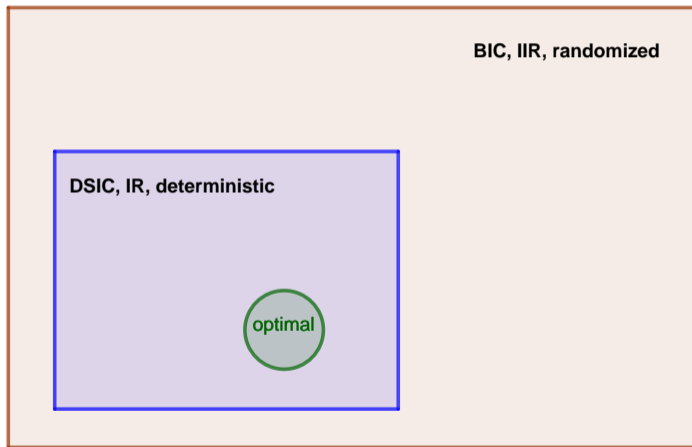 BIC, IIR, randomized
DSIC, IR, deterministic
optimal